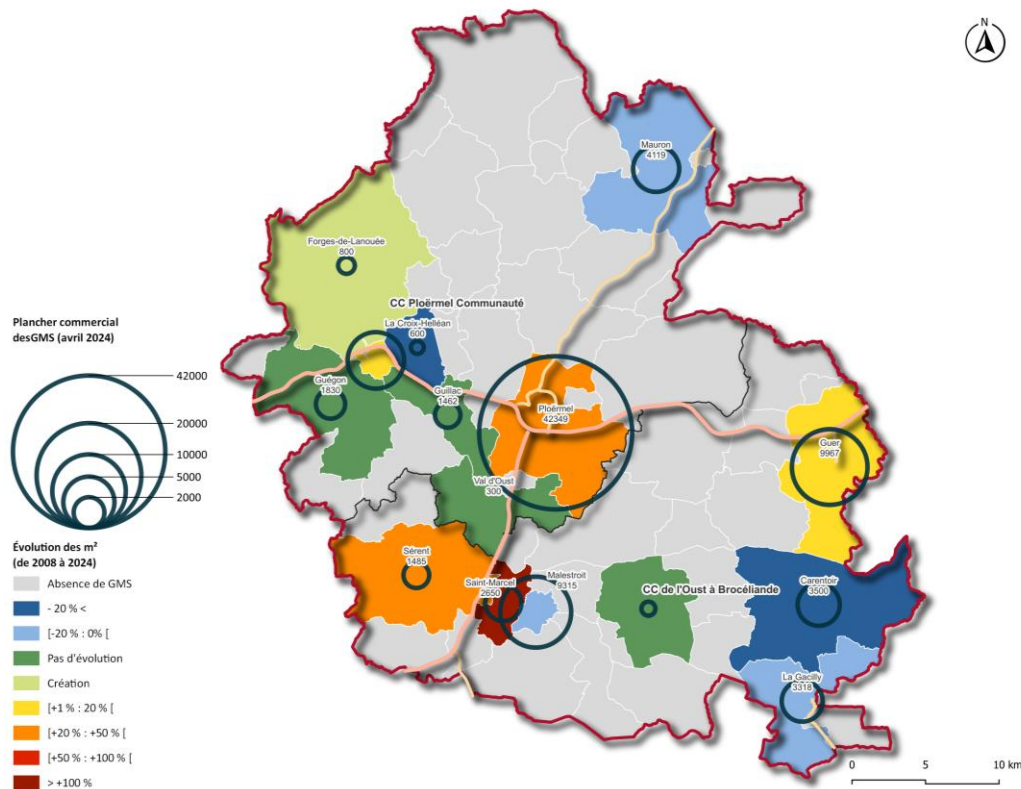 N
Mauron
4119
Forges-de-Lanouée
800
CC Ploërmel Communauté
La Croix-Helléan
600
Plancher commercial
desGMS (avril 2024)
42000
20000
10000
5000
2000
Guégon
1830
Guillac
1462
Ploërmel
42349
Guer
9967
Val d'Oust
300
Évolution des m²
(de 2008 à 2024)
Absence de GMS
- 20 % <
[-20 % : 0% [
Pas d'évolution
Création
[+1 % : 20 % [
[+20 % : +50 % [
[+50 % : +100 % [
> +100 %
Sérent
1485
Saint-Marcel
2650
Malestroit
9315
CC de l'Oust à Brocéliande
Carentoir
3500
La Gacilly
3318
0 5 10 km